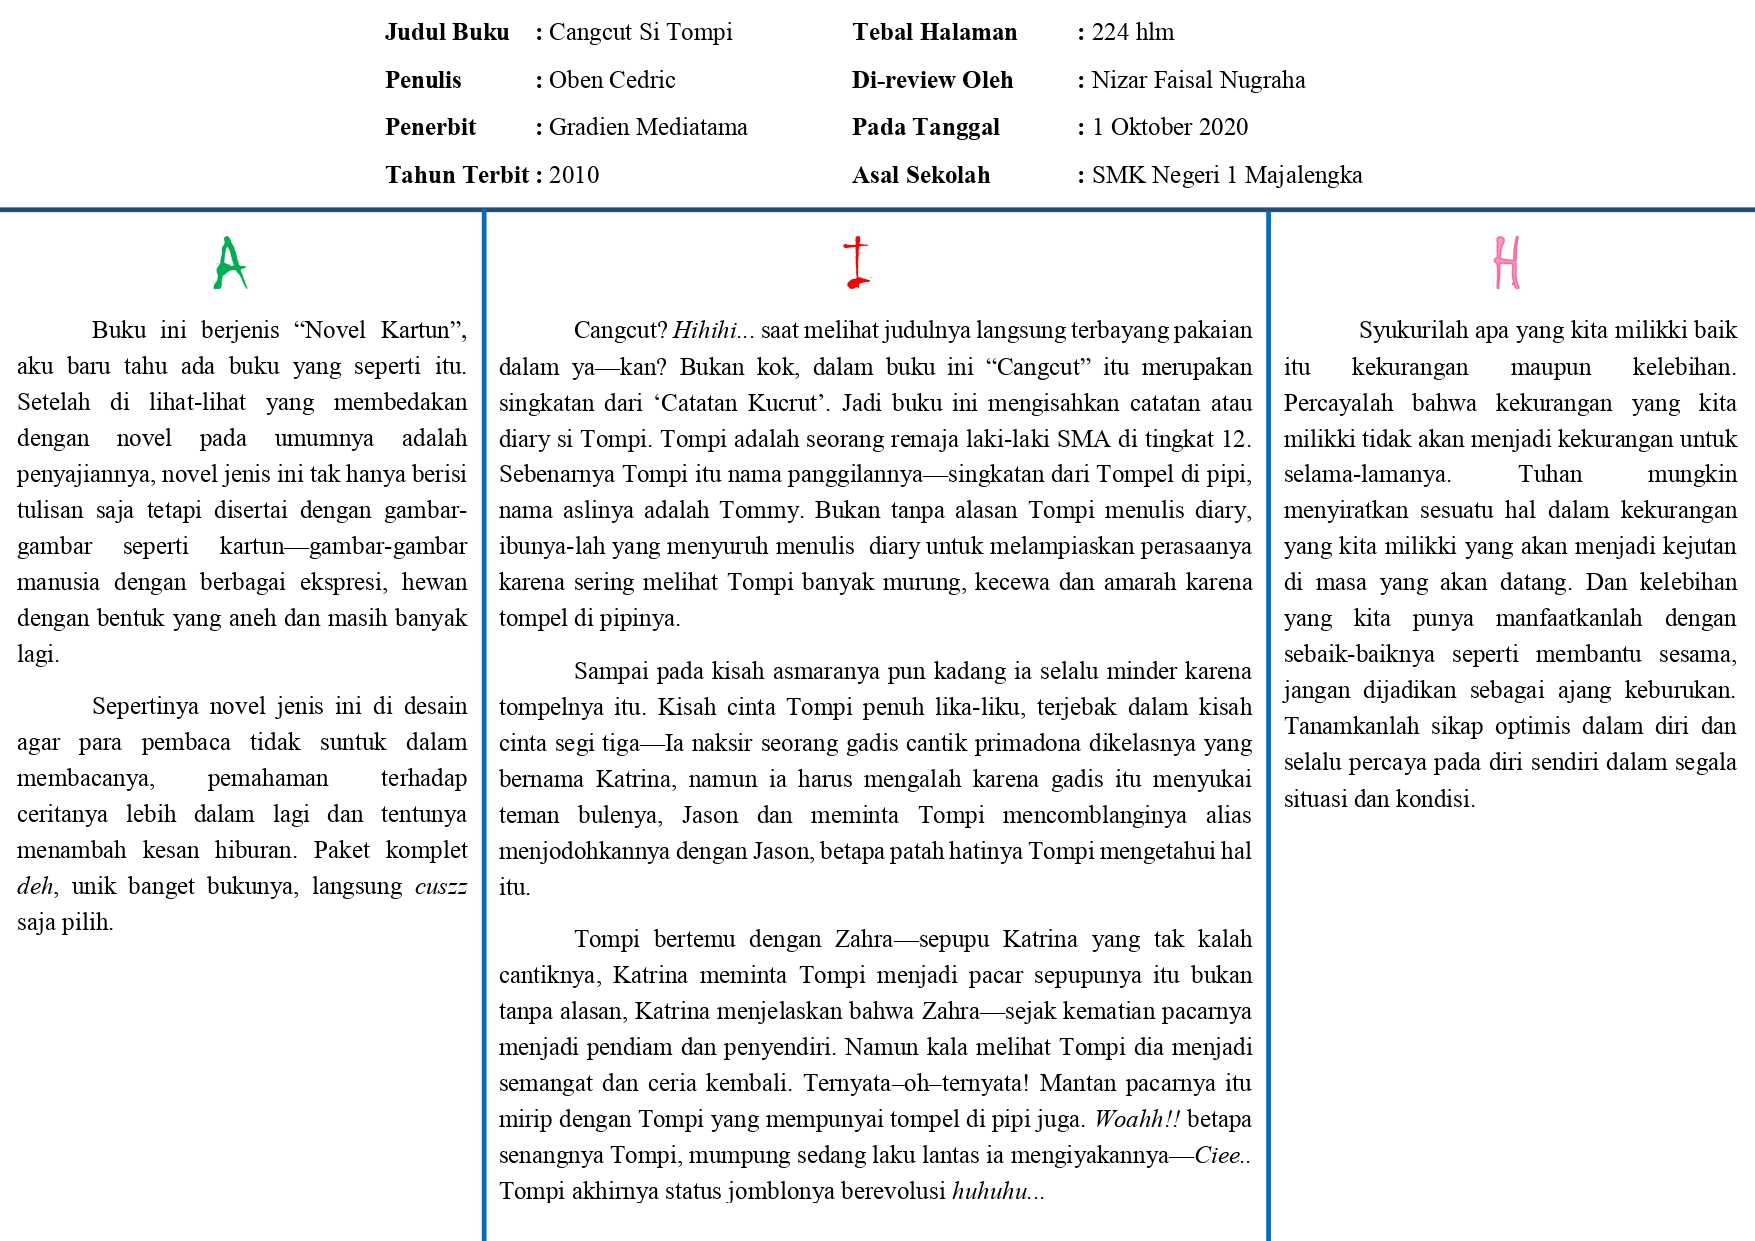 Judul Buku : Cangcut Si Tompi
Penulis : Oben Cedric
Penerbit : Gradien Mediatama
Tahun Terbit : 2010
Tebal Halaman : 224 hlm
Di-review Oleh : Nizar Faisal Nugraha
Pada Tanggal : 1 Oktober 2020
Asal Sekolah : SMK Negeri 1 Majalengka
A
Buku ini berjenis “Novel Kartun”,
aku baru tahu ada buku yang seperti itu.
Setelah di lihat-lihat yang membedakan
dengan novel pada umumnya adalah
penyajiannya, novel jenis ini tak hanya berisi
tulisan saja tetapi disertai dengan gambar-
gambar seperti kartun—gambar-gambar
manusia dengan berbagai ekspresi, hewan
dengan bentuk yang aneh dan masih banyak
lagi.
Sepertinya novel jenis ini di desain
agar para pembaca tidak suntuk dalam
membacanya, pemahaman terhadap
ceritanya lebih dalam lagi dan tentunya
menambah kesan hiburan. Paket komplet
deh, unik banget bukunya, langsung cuszz
saja pilih.
I
Cangcut? Hihihi... saat melihat judulnya langsung terbayang pakaian
dalam ya—kan? Bukan kok, dalam buku ini “Cangcut” itu merupakan
singkatan dari ‘Catatan Kucrut’. Jadi buku ini mengisahkan catatan atau
diary si Tompi. Tompi adalah seorang remaja laki-laki SMA di tingkat 12.
Sebenarnya Tompi itu nama panggilannya—singkatan dari Tompel di pipi,
nama aslinya adalah Tommy. Bukan tanpa alasan Tompi menulis diary,
ibunya-lah yang menyuruh menulis diary untuk melampiaskan perasaanya
karena sering melihat Tompi banyak murung, kecewa dan amarah karena
tompel di pipinya.
Sampai pada kisah asmaranya pun kadang ia selalu minder karena
tompelnya itu. Kisah cinta Tompi penuh lika-liku, terjebak dalam kisah
cinta segi tiga—Ia naksir seorang gadis cantik primadona dikelasnya yang
bernama Katrina, namun ia harus mengalah karena gadis itu menyukai
teman bulenya, Jason dan meminta Tompi mencomblanginya alias
menjodohkannya dengan Jason, betapa patah hatinya Tompi mengetahui hal
itu.
Tompi bertemu dengan Zahra—sepupu Katrina yang tak kalah
cantiknya, Katrina meminta Tompi menjadi pacar sepupunya itu bukan
tanpa alasan, Katrina menjelaskan bahwa Zahra—sejak kematian pacarnya
menjadi pendiam dan penyendiri. Namun kala melihat Tompi dia menjadi
semangat dan ceria kembali. Ternyata–oh–ternyata! Mantan pacarnya itu
mirip dengan Tompi yang mempunyai tompel di pipi juga. Woahh!! betapa
senangnya Tompi, mumpung sedang laku lantas ia mengiyakannya—Ciee..
Tompi akhirnya status jomblonya berevolusi huhuhu...
H
Syukurilah apa yang kita milikki baik
itu kekurangan maupun kelebihan.
Percayalah bahwa kekurangan yang kita
milikki tidak akan menjadi kekurangan untuk
selama-lamanya. Tuhan mungkin
menyiratkan sesuatu hal dalam kekurangan
yang kita milikki yang akan menjadi kejutan
di masa yang akan datang. Dan kelebihan
yang kita punya manfaatkanlah dengan
sebaik-baiknya seperti membantu sesama,
jangan dijadikan sebagai ajang keburukan.
Tanamkanlah sikap optimis dalam diri dan
selalu percaya pada diri sendiri dalam segala
situasi dan kondisi.